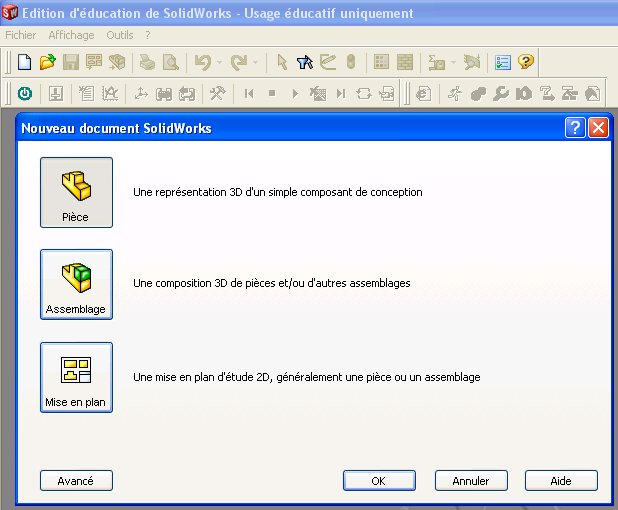 SW Edition d'éducation de SolidWorks - Usage éducatif uniquement
Fichier Affichage Outils ?
Nouveau document SolidWorks
Pièce
Une représentation 3D d'un simple composant de conception
Assemblage
Une composition 3D de pièces et/ou d'autres assemblages
Mise en plan
Une mise en plan d'étude 2D, généralement une pièce ou un assemblage
Avancé OK Annuler Aide